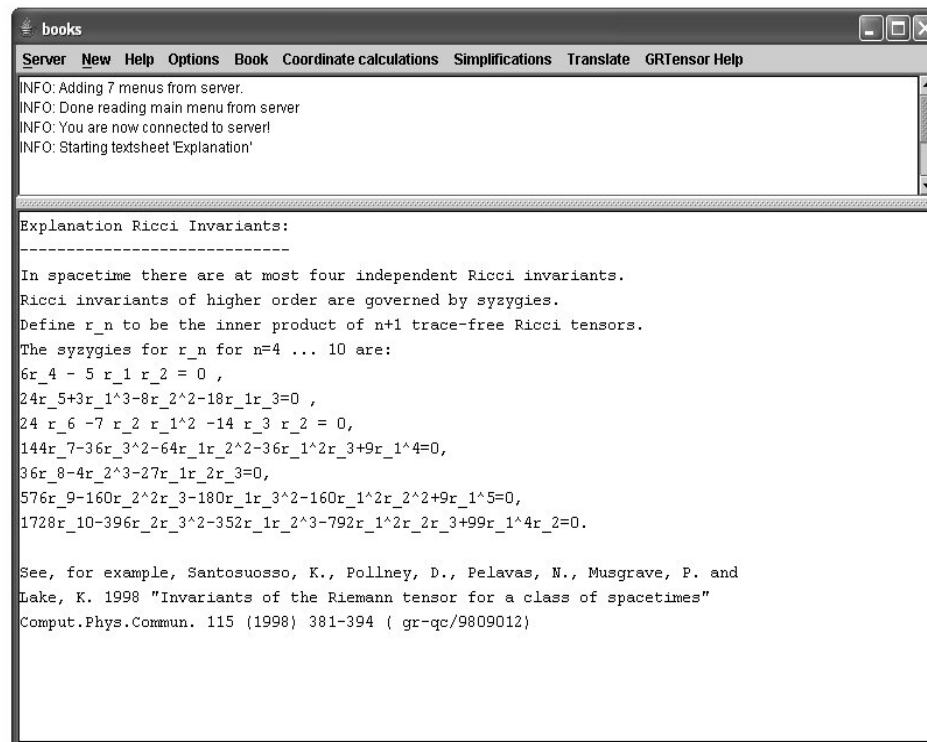 books
Server New Help Options Book Coordinate calculations Simplifications Translate GRTensor Help
INFO: Adding 7 menus from server.
INFO: Done reading main menu from server
INFO: You are now connected to server!
INFO: Starting textsheet 'Explanation'
Explanation Ricci Invariants:
-----------------------------
In spacetime there are at most four independent Ricci invariants.
Ricci invariants of higher order are governed by syzygies.
Define r_n to be the inner product of n+1 trace-free Ricci tensors.
The syzygies for r_n for n=4 ... 10 are:
6r_4 - 5 r_1 r_2 = 0 ,
24r_5+3r_1^3-8r_2^2-18r_1r_3=0 ,
24 r_6 -7 r_2 r_1^2 -14 r_3 r_2 = 0,
144r_7-36r_3^2-64r_1r_2^2-36r_1^2r_3+9r_1^4=0,
36r_8-4r_2^3-27r_1r_2r_3=0,
576r_9-160r_2^2r_3-180r_1r_3^2-160r_1^2r_2^2+9r_1^5=0,
1728r_10-396r_2r_3^2-352r_1r_2^3-792r_1^2r_2r_3+99r_1^4r_2=0.
See, for example, Santosuosso, K., Pollney, D., Pelavas, N., Musgrave, P. and
Lake, K. 1998 "Invariants of the Riemann tensor for a class of spacetimes"
Comput.Phys.Commun. 115 (1998) 381-394 ( gr-qc/9809012)